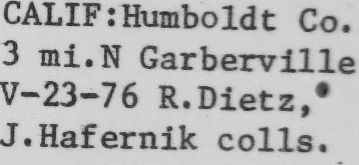 CALIF:Humboldt Co.
3 mi.N Garberville
V-23-76 R.Dietz,
J.Hafernik colls.